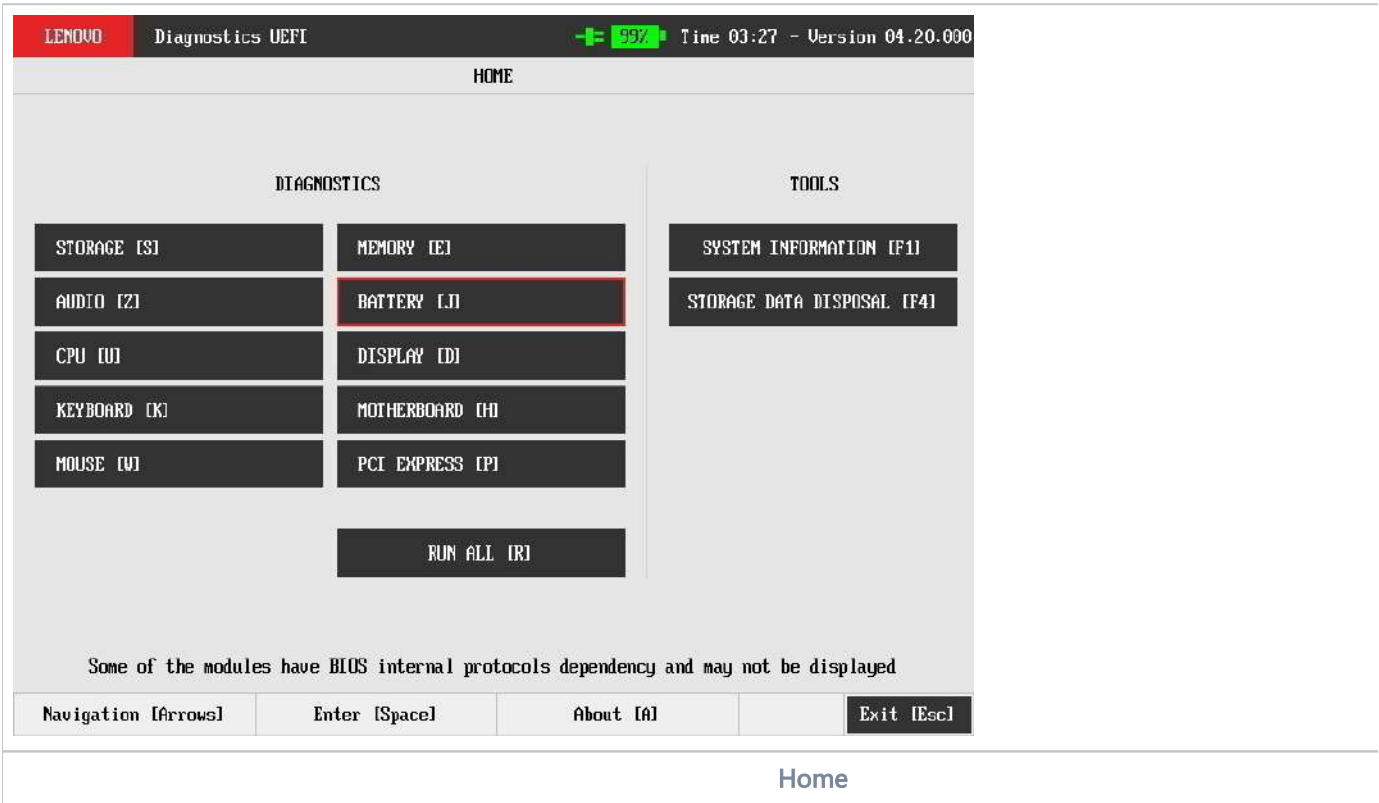 LENOVO Diagnostics UEFI 99% Time 03:27 - Version 04.20.000
HOME
DIAGNOSTICS
TOOLS
STORAGE [S]
MEMORY [E]
SYSTEM INFORMATION [F1]
AUDIO [Z]
BATTERY [J]
STORAGE DATA DISPOSAL [F4]
CPU [U]
DISPLAY [D]
KEYBOARD [K]
MOTHERBOARD [H]
MOUSE [W]
PCI EXPRESS [P]
RUN ALL [R]
Some of the modules have BIOS internal protocols dependency and may not be displayed
Navigation [Arrows] Enter [Space] About [A] Exit [Esc]
Home